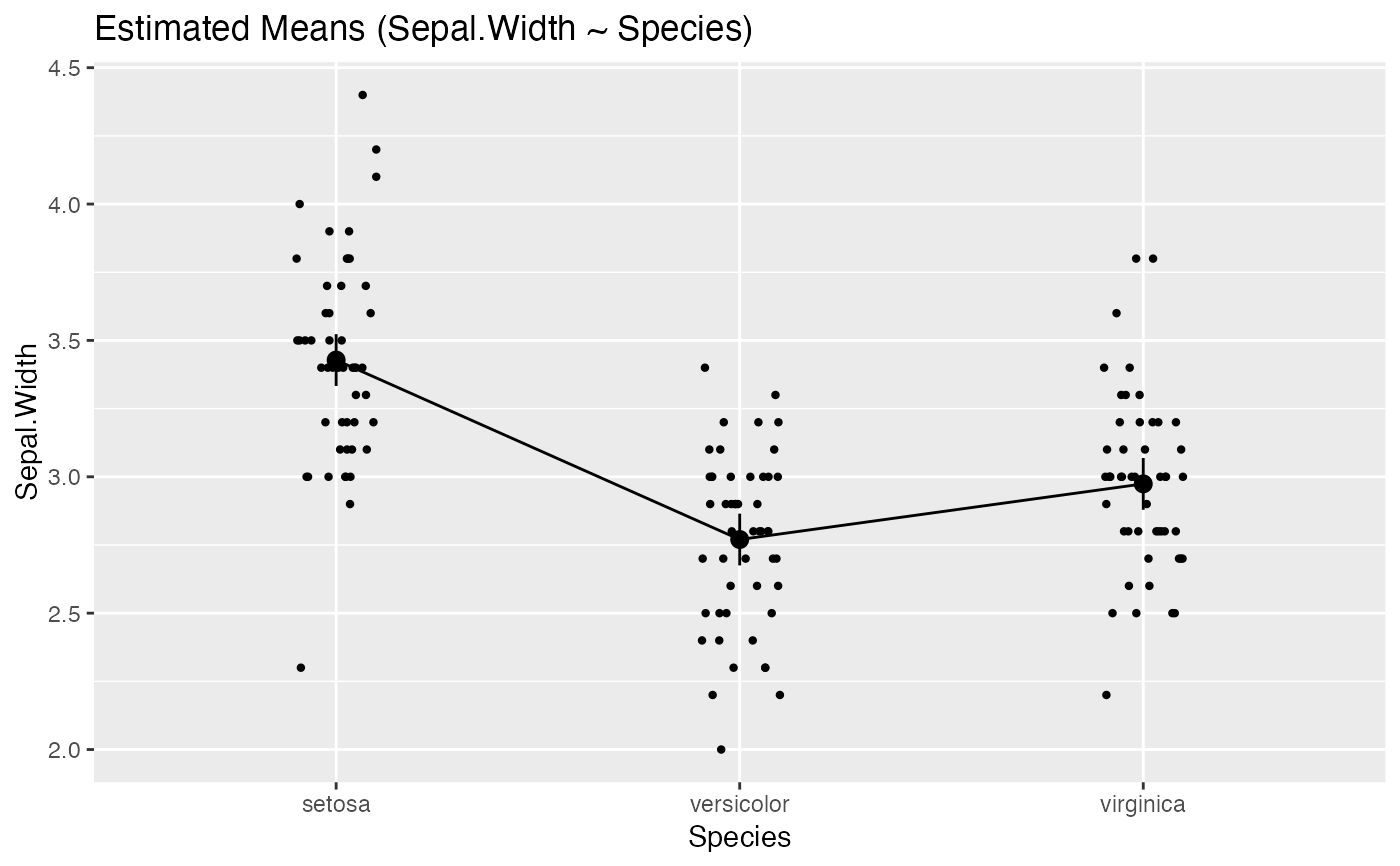 Estimated Means (Sepal.Width ~ Species)
4.5
4.0
3.5
3.0
2.5
2.0
Sepal.Width
setosa versicolor virginica
Species